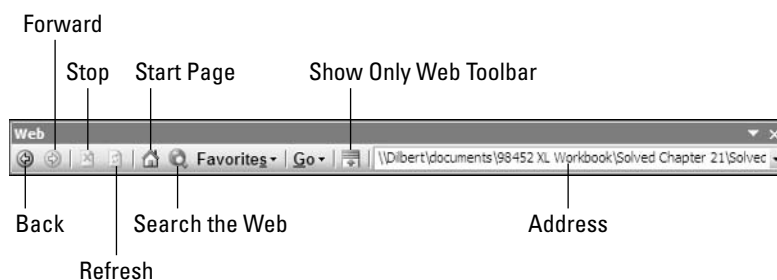 Forward
Stop Start Page Show Only Web Toolbar
Web
Favorites Go \\Dilbert\documents\98452 XL Workbook\Solved Chapter 21\Solved
Back Search the Web Address
Refresh